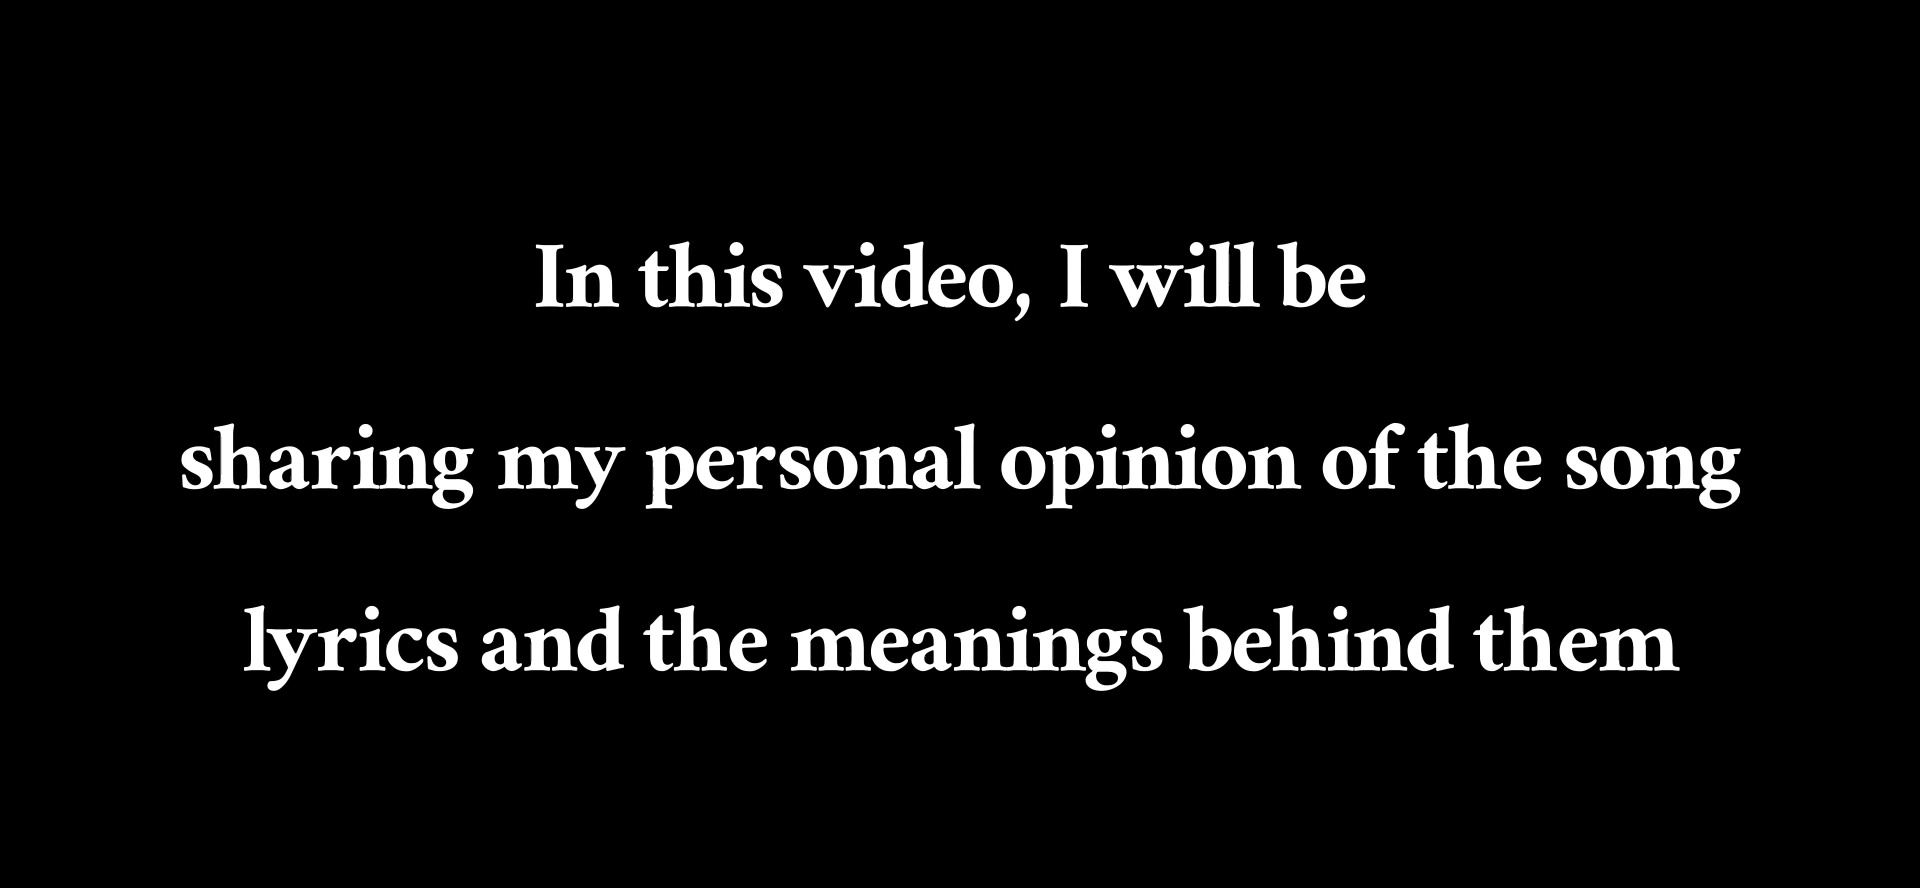 In this video, I will be
sharing my personal opinion of the song
lyrics and the meanings behind them